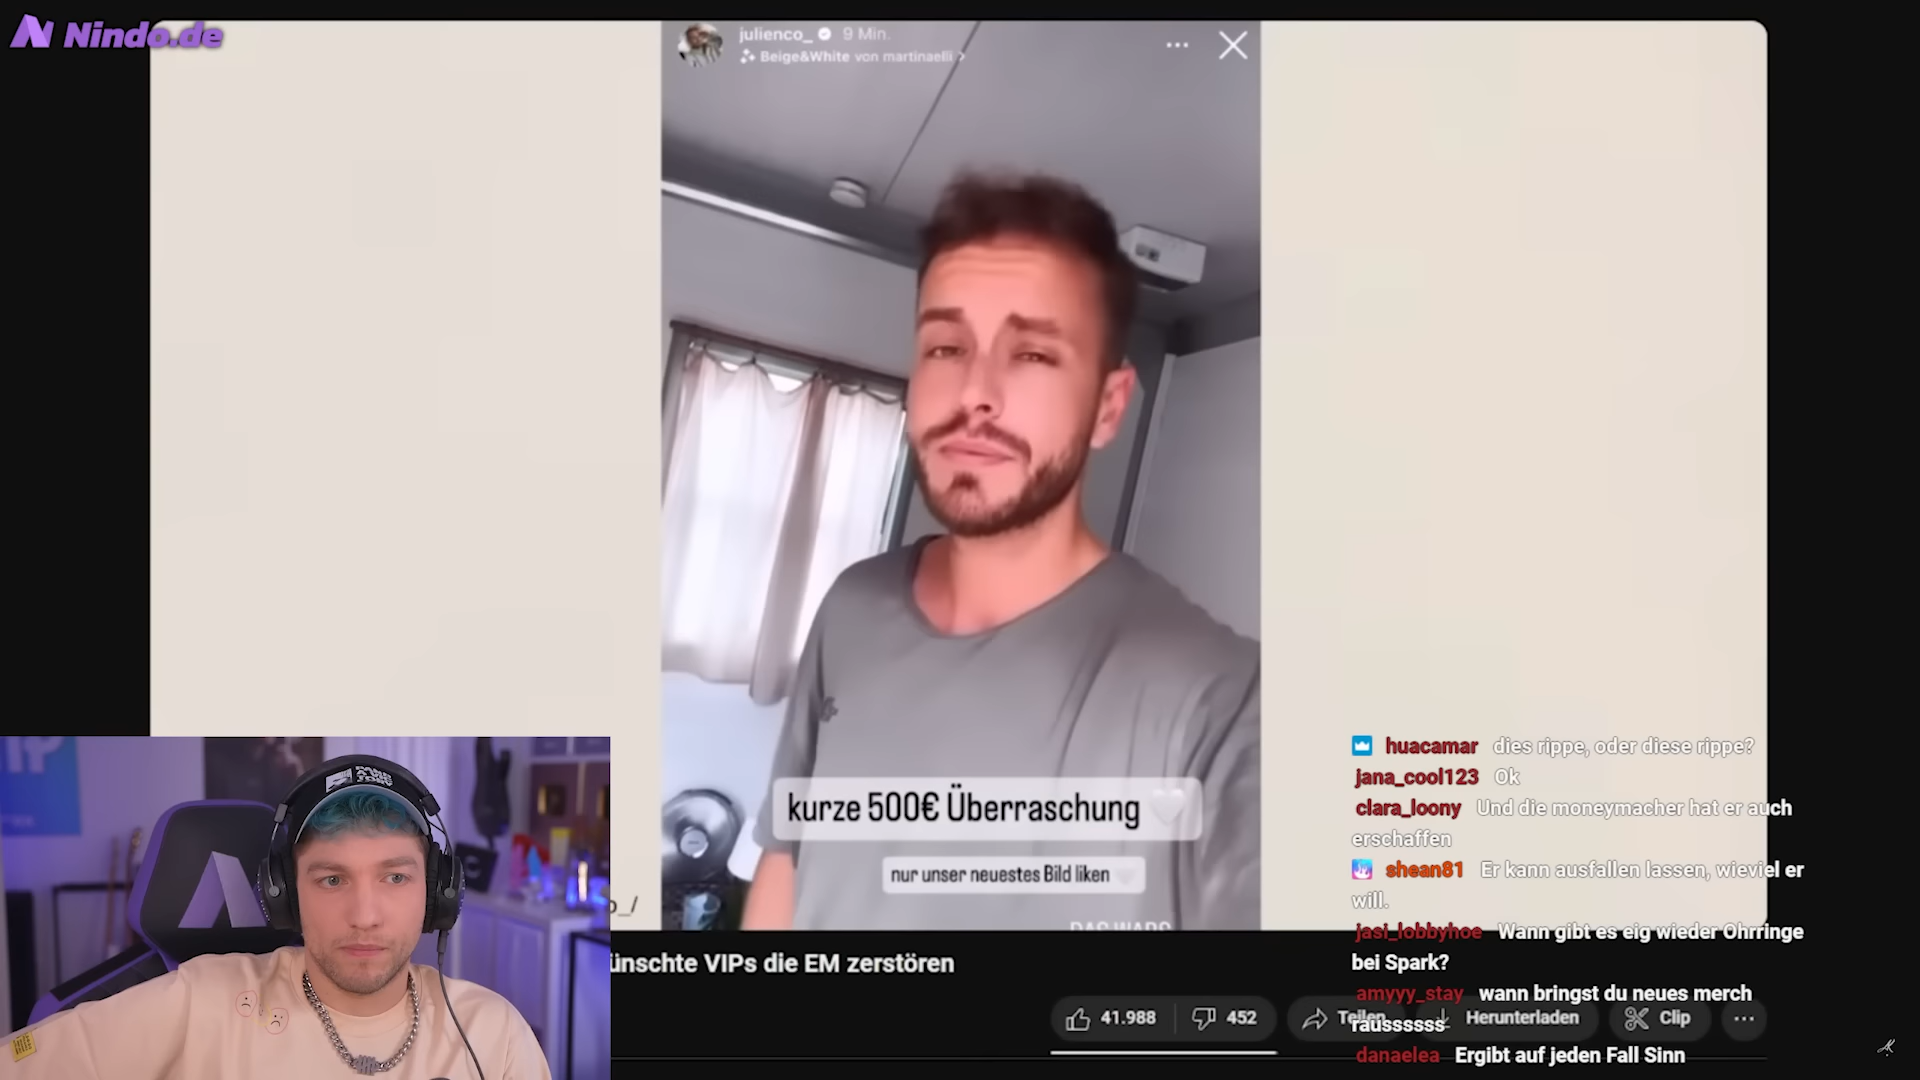 Nindo.de
julienco_ 9 Min.
Beige&White von martinaelli >
kurze 500€ Überraschung
nur unser neuestes Bild liken
DAS WARS
o_/
ünschte VIPs die EM zerstören
41.988
452
Teilen
Herunterladen
Clip
huacamar dies rippe, oder diese rippe?
jana_cool123 Ok
clara_loony Und die moneymacher hat er auch
erschaffen
shean81 Er kann ausfallen lassen, wieviel er
will.
jasi_lobbyhoe Wann gibt es eig wieder Ohrringe
bei Spark?
amyyy_stay wann bringst du neues merch
raussssss
danaelea Ergibt auf jeden Fall Sinn